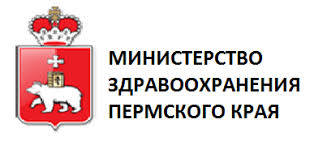 МИНИСТЕРСТВО
ЗДРАВООХРАНЕНИЯ
ПЕРМСКОГО КРАЯ